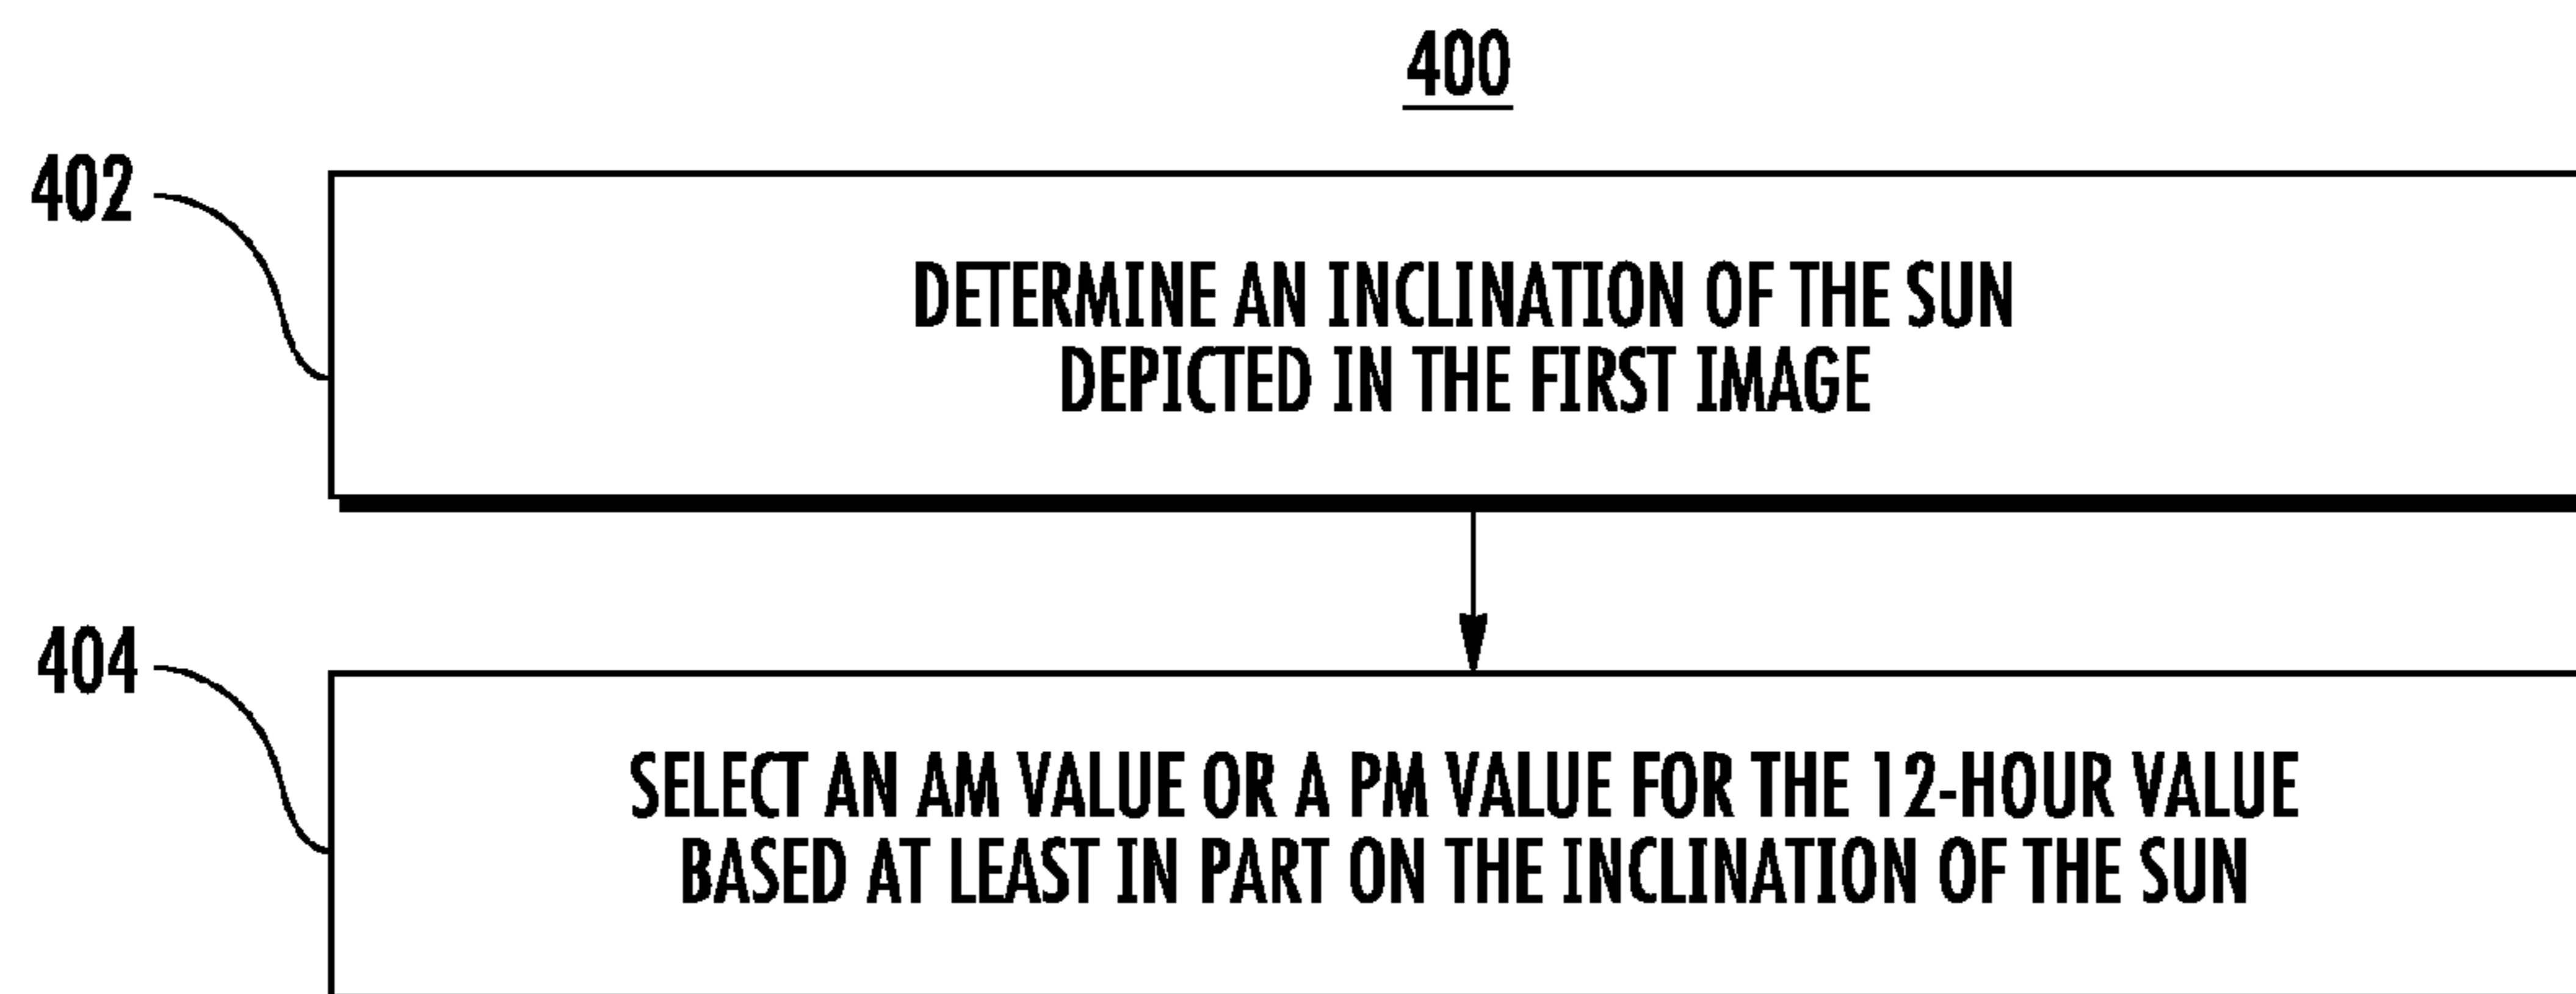 400
402
DETERMINE AN INCLINATION OF THE SUN
DEPICTED IN THE FIRST IMAGE
404
SELECT AN AM VALUE OR A PM VALUE FOR THE 12-HOUR VALUE
BASED AT LEAST IN PART ON THE INCLINATION OF THE SUN